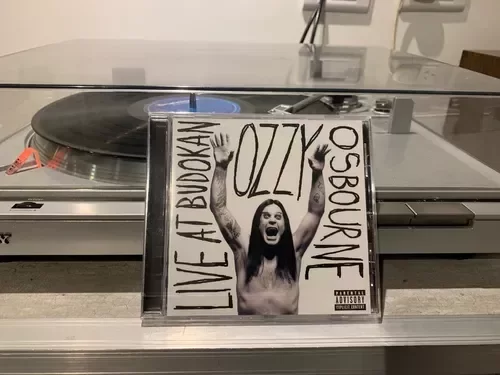 LIVE AT BUDOKAN
OZZY
OSBOURNE
PARENTAL
ADVISORY
EXPLICIT CONTENT